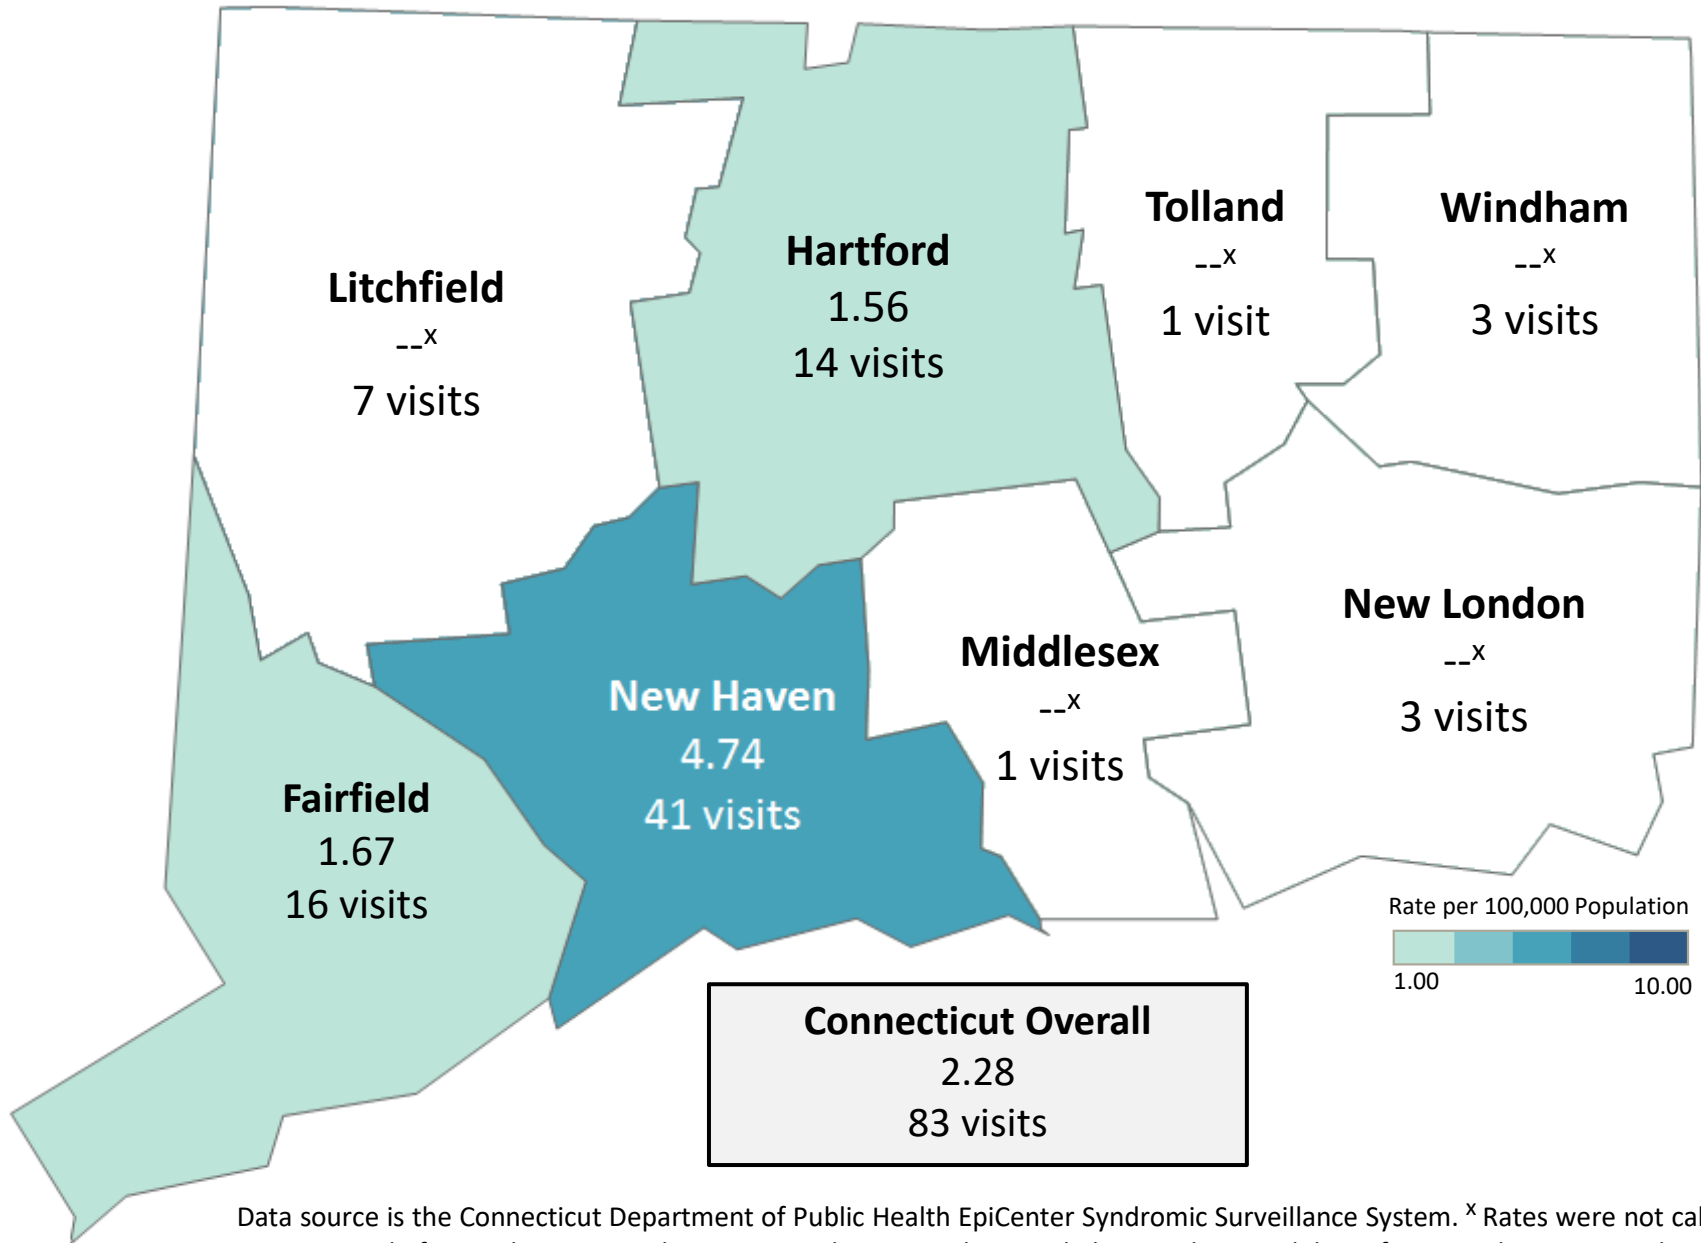 Litchfield
--x
7 visits
Hartford
1.56
14 visits
Tolland
--x
1 visit
Windham
--x
3 visits
Fairfield
1.67
16 visits
New Haven
4.74
41 visits
Middlesex
--x
1 visits
New London
--x
3 visits
Rate per 100,000 Population
1.00
10.00
Connecticut Overall
2.28
83 visits
Data source is the Connecticut Department of Public Health EpiCenter Syndromic Surveillance System. x Rates were not cal